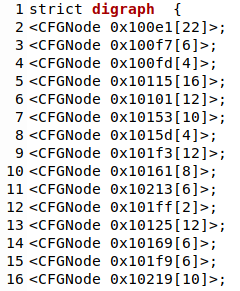 1 strict digraph  {
2 <CFGNode 0x100e1[22]>;
3 <CFGNode 0x100f7[6]>;
4 <CFGNode 0x100fd[4]>;
5 <CFGNode 0x10115[16]>;
6 <CFGNode 0x10101[12]>;
7 <CFGNode 0x10153[10]>;
8 <CFGNode 0x1015d[4]>;
9 <CFGNode 0x101f3[12]>;
10 <CFGNode 0x10161[8]>;
11 <CFGNode 0x10213[6]>;
12 <CFGNode 0x101ff[2]>;
13 <CFGNode 0x10125[12]>;
14 <CFGNode 0x10169[6]>;
15 <CFGNode 0x101f9[6]>;
16 <CFGNode 0x10219[10]>;